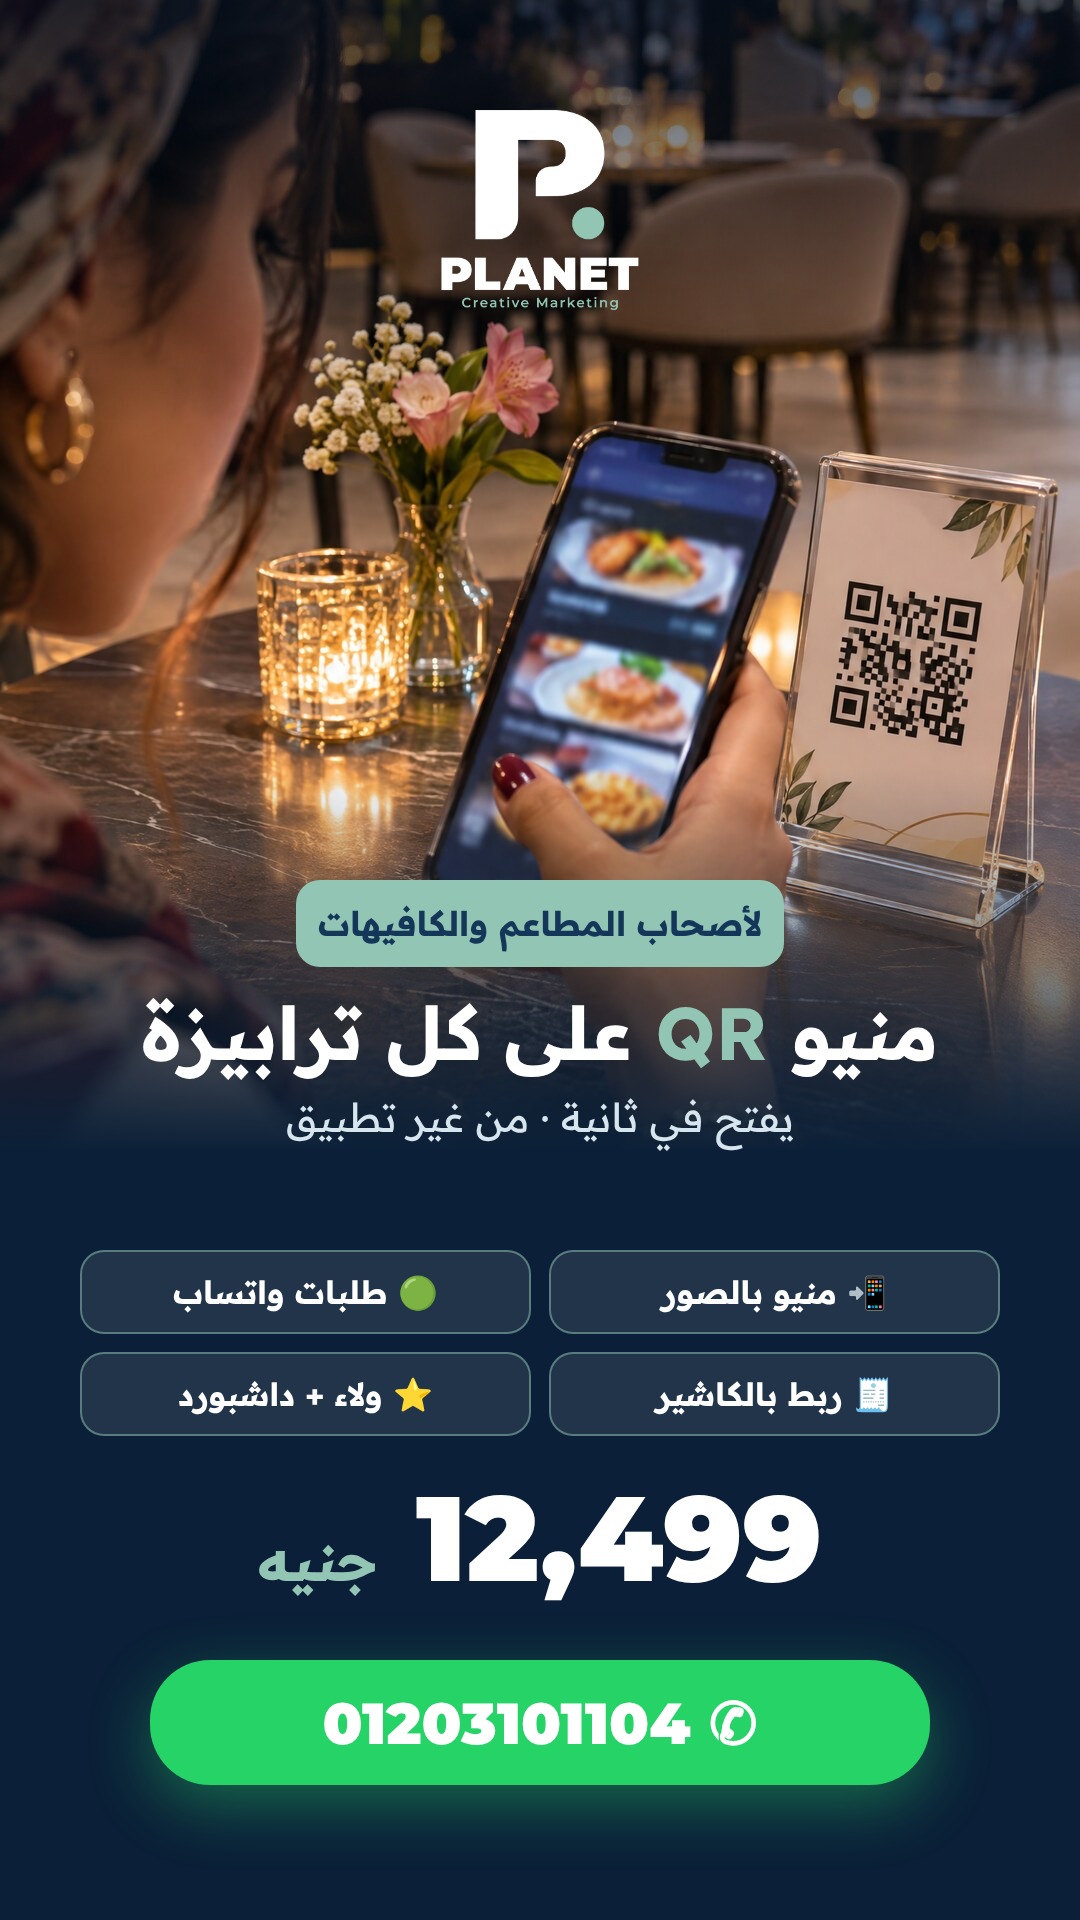 PLANET
Creative Marketing
لأصحاب المطاعم والكافيهات
منيو QR على كل ترابيزة
يفتح في ثانية · من غير تطبيق
📲 منيو بالصور
🟢 طلبات واتساب
🧾 ربط بالكاشير
⭐ ولاء + داشبورد
12,499 جنيه
✆ 01203101104